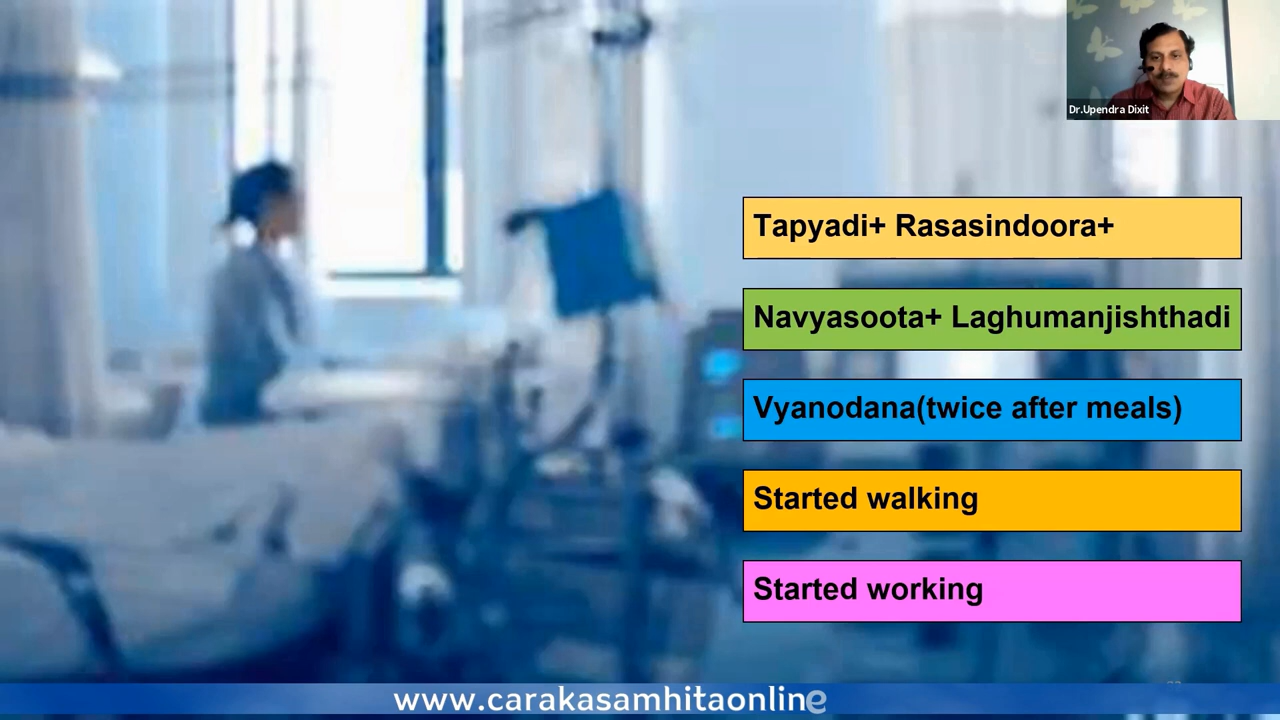 Dr.Upendra Dixit
Tapyadi+ Rasasindoora+
Navyasoota+ Laghumanjishthadi
Vyanodana(twice after meals)
Started walking
Started working
www.carakasamhitaonline